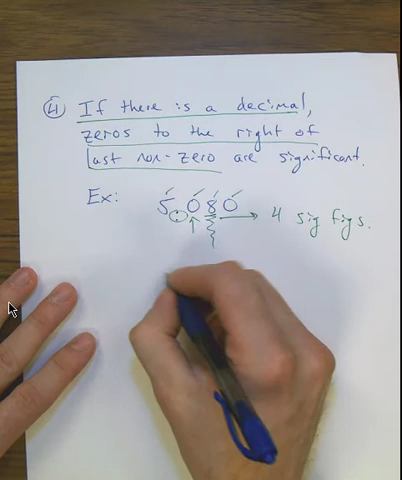 ④ If there is a decimal,
zeros to the right of
last non-zero are significant.
Ex: 5.080 → 4 sig figs.